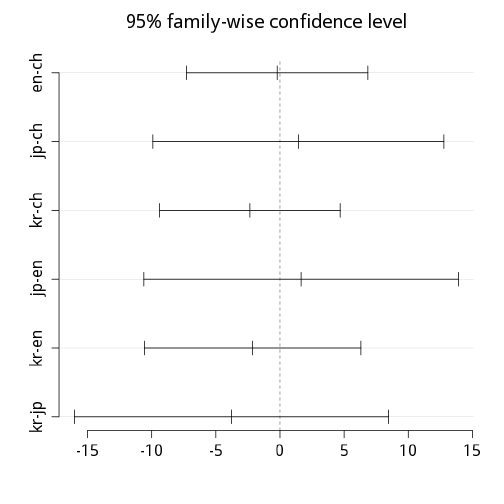 95% family-wise confidence level
en-ch
jp-ch
kr-ch
jp-en
kr-en
kr-jp
-15 -10 -5 0 5 10 15